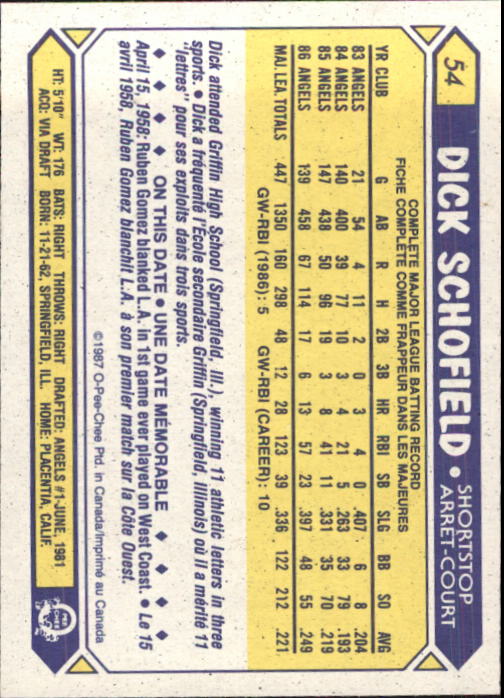 54
DICK SCHOFIELD • SHORTSTOP
ARRET-COURT
COMPLETE MAJOR LEAGUE BATTING RECORD
FICHE COMPLÈTE COMME FRAPPEUR DANS LES MAJEURES
YR CLUB G AB R H 2B 3B HR RBI SB SLG BB SO AVG
83 ANGELS 21 54 4 11 2 0 3 4 0 .407 6 8 .204
84 ANGELS 140 400 39 77 10 3 4 21 5 .263 33 79 .193
85 ANGELS 147 438 50 96 19 3 8 41 11 .331 35 70 .219
86 ANGELS 139 458 67 114 17 6 13 57 23 .397 48 55 .249
MAJ. LEA. TOTALS 447 1350 160 298 48 12 28 123 39 .336 122 212 .221
GW-RBI (1986): 5 GW-RBI (CAREER): 10
Dick attended Griffin High School (Springfield, Ill.), winning 11 athletic letters in three
sports. • Dick a fréquenté l'École secondaire Griffin (Springfield, Illinois) où il a mérité 11
"lettres" pour ses exploits dans trois sports.
ON THIS DATE • UNE DATE MÉMORABLE
April 15, 1958: Ruben Gomez blanked L.A. in 1st game ever played on West Coast. • Le 15
avril 1958, Ruben Gomez blanchit L.A. à son premier match sur la Côte Ouest.
©1987 O-Pee-Chee Ptd. in Canada/Imprimé au Canada
HT: 5'10" WT: 176 BATS: RIGHT THROWS: RIGHT DRAFTED: ANGELS #1-JUNE, 1981
ACQ: VIA DRAFT BORN: 11-21-62, SPRINGFIELD, ILL. HOME: PLACENTIA, CALIF.
O
PEE
CHEE